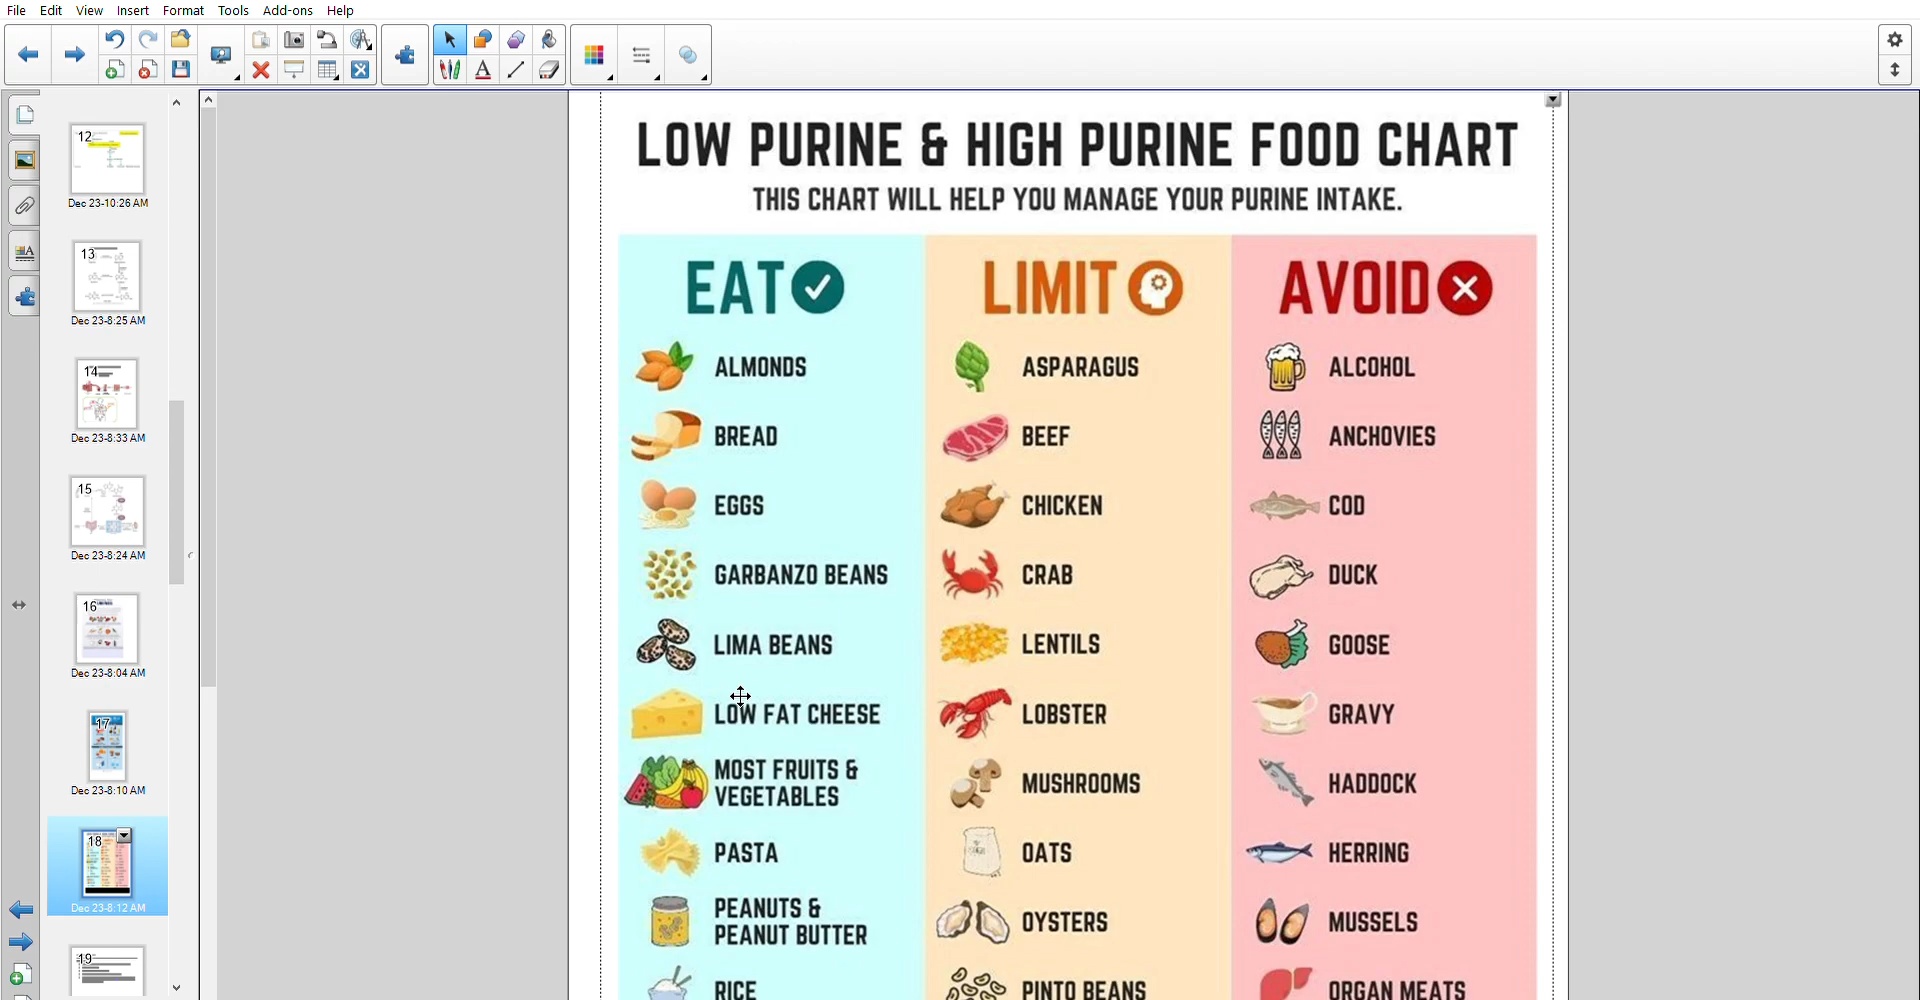 File Edit View Insert Format Tools Add-ons Help
12
Dec 23-10:26 AM
13
Dec 23-8:25 AM
14
Dec 23-8:33 AM
15
Dec 23-8:24 AM
16
Dec 23-8:04 AM
17
Dec 23-8:10 AM
18
Dec 23-8:12 AM
19
LOW PURINE & HIGH PURINE FOOD CHART
THIS CHART WILL HELP YOU MANAGE YOUR PURINE INTAKE.
EAT
ALMONDS
BREAD
EGGS
GARBANZO BEANS
LIMA BEANS
LOW FAT CHEESE
MOST FRUITS &
VEGETABLES
PASTA
PEANUTS &
PEANUT BUTTER
RICE
LIMIT
ASPARAGUS
BEEF
CHICKEN
CRAB
LENTILS
LOBSTER
MUSHROOMS
OATS
OYSTERS
PINTO BEANS
AVOID
ALCOHOL
ANCHOVIES
COD
DUCK
GOOSE
GRAVY
HADDOCK
HERRING
MUSSELS
ORGAN MEATS